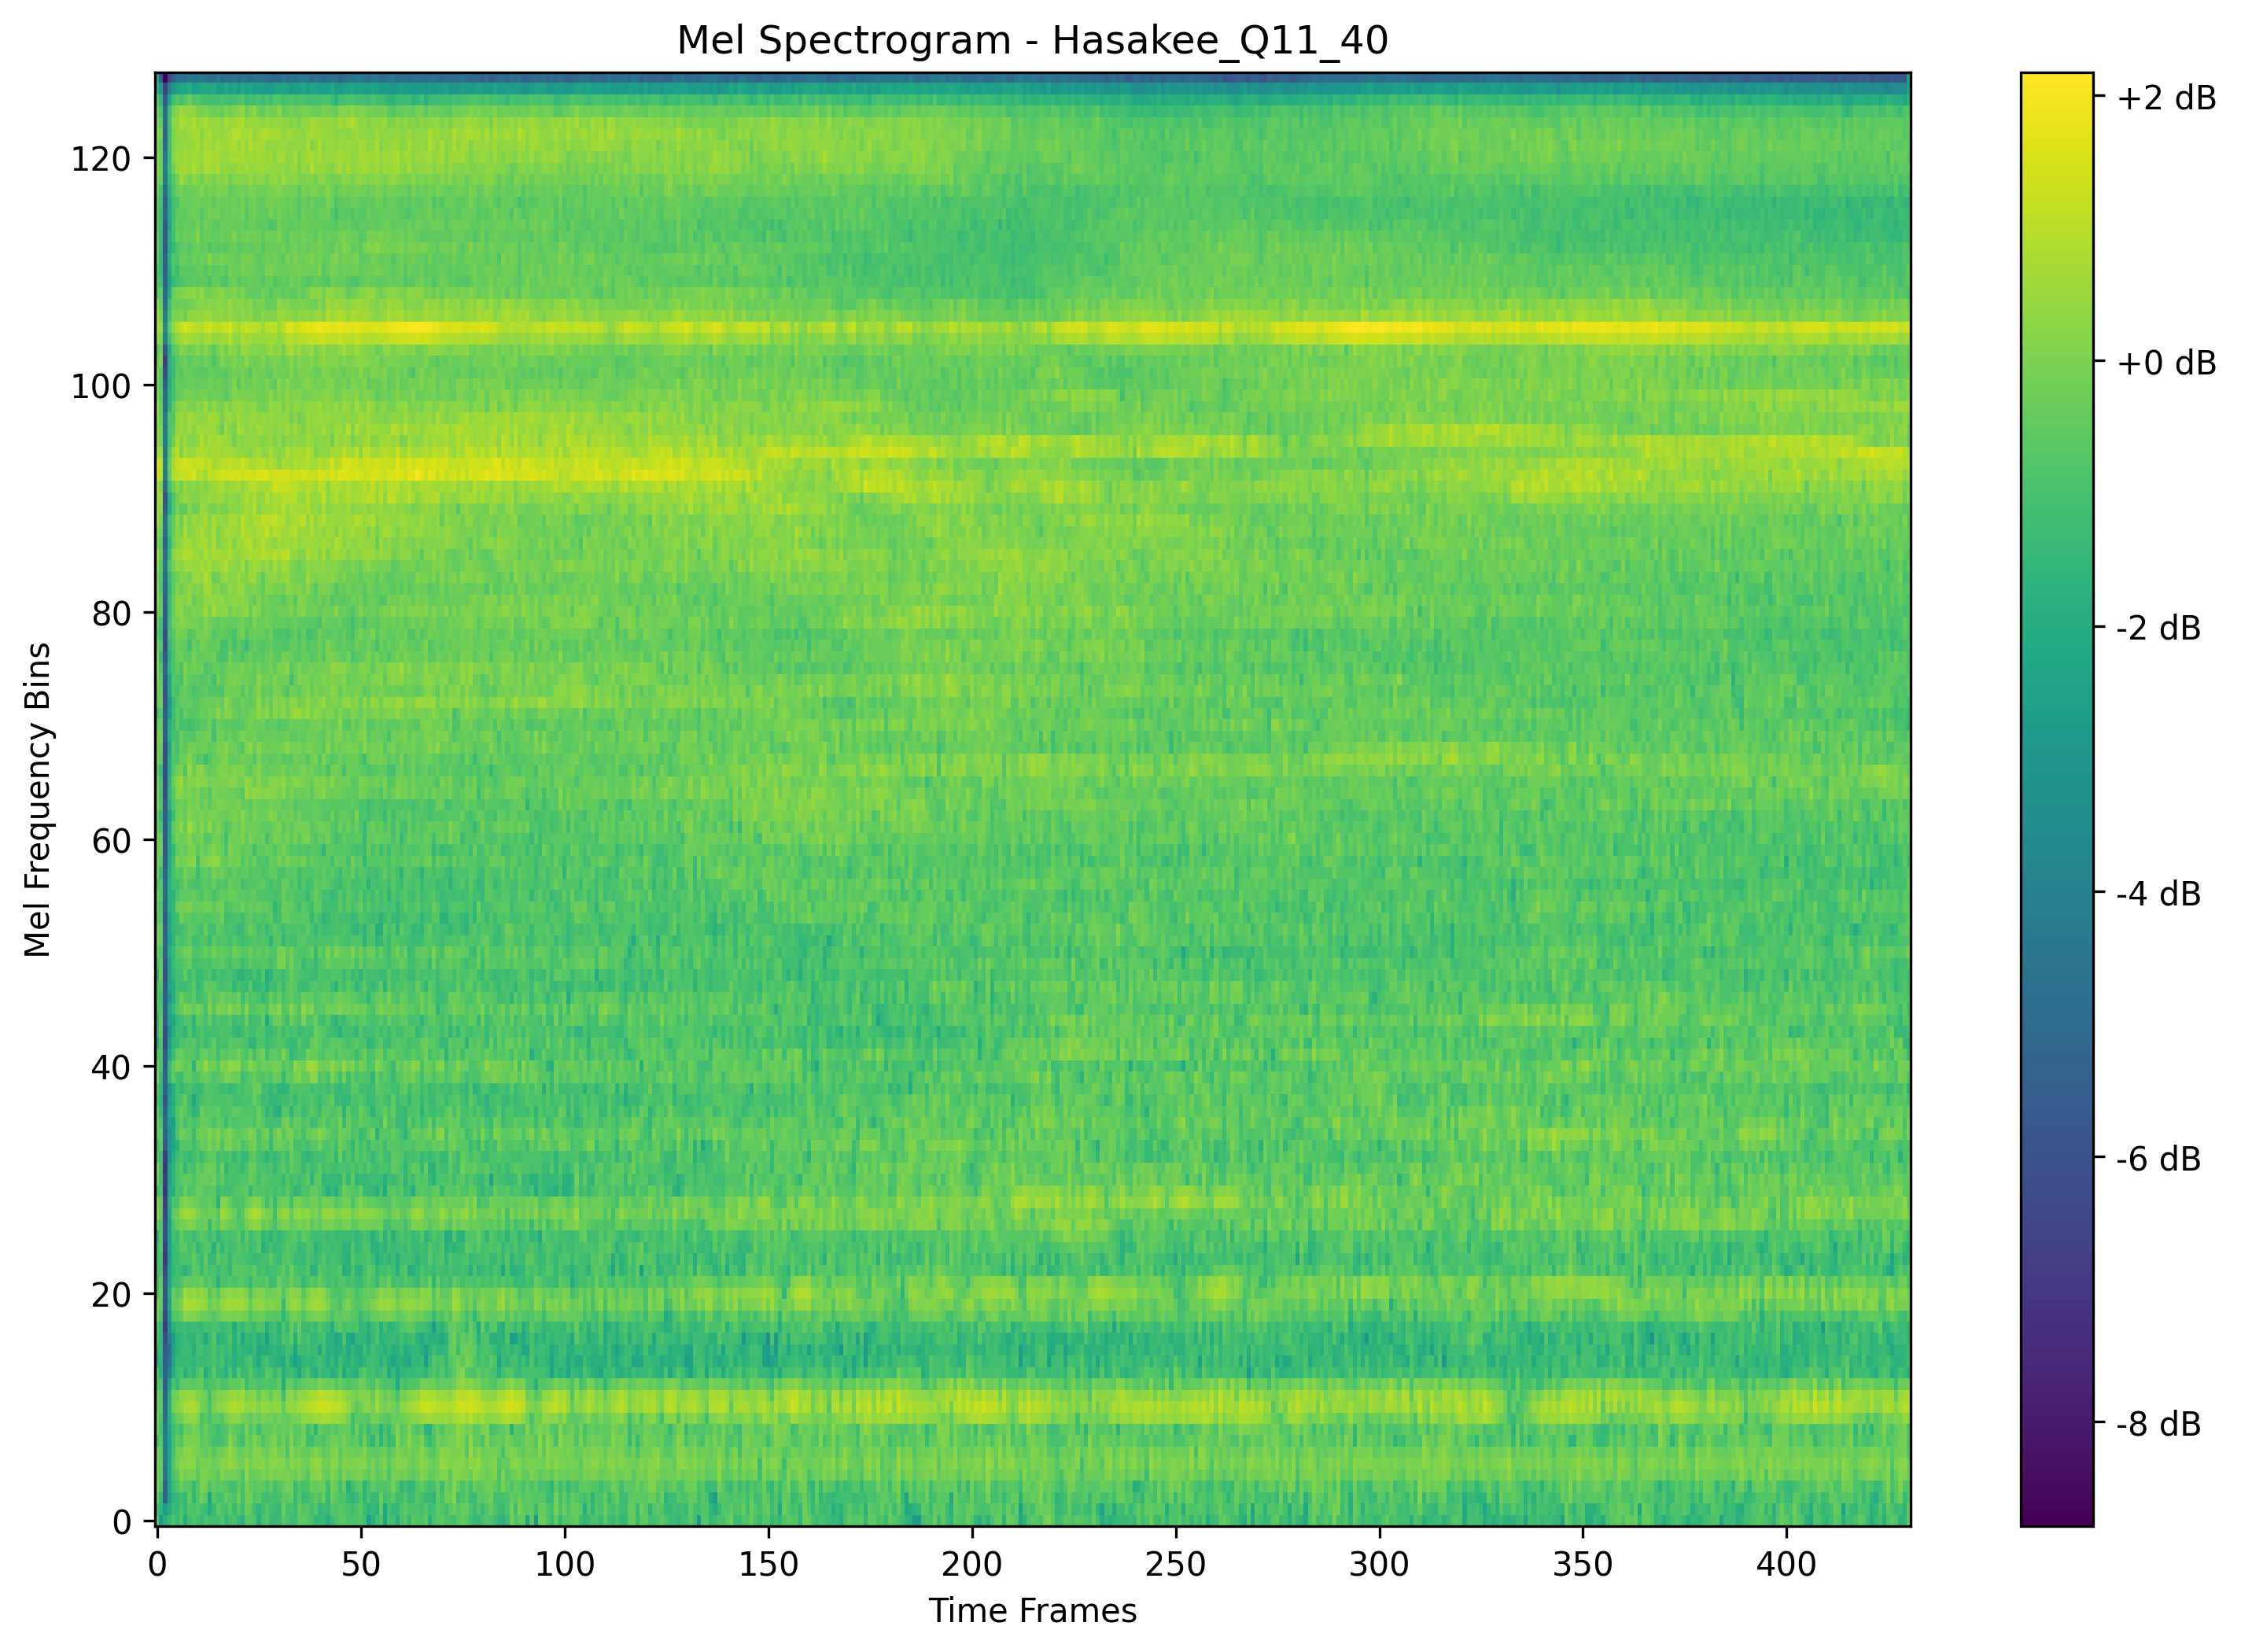 Mel Spectrogram - Hasakee_Q11_40
Mel Frequency Bins
120
100
80
60
40
20
0
0 50 100 150 200 250 300 350 400
Time Frames
+2 dB
+0 dB
-2 dB
-4 dB
-6 dB
-8 dB